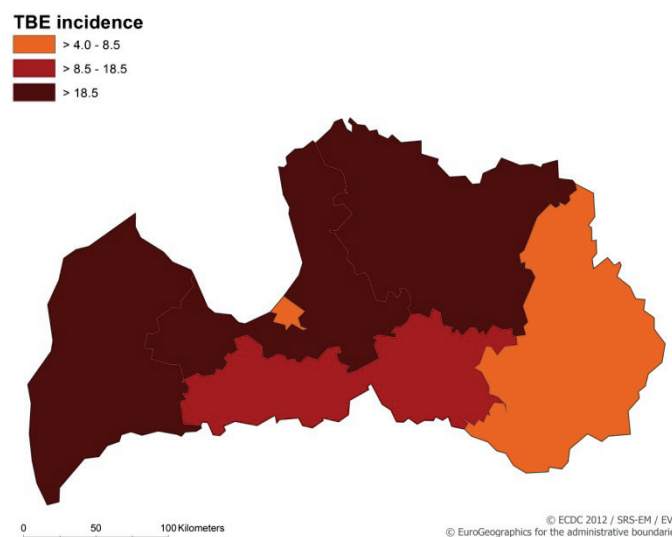 TBE incidence
> 4.0 - 8.5
> 8.5 - 18.5
> 18.5
0 50 100 Kilometers
© ECDC 2012 / SRS-EM / EV
© EuroGeographics for the administrative boundarie